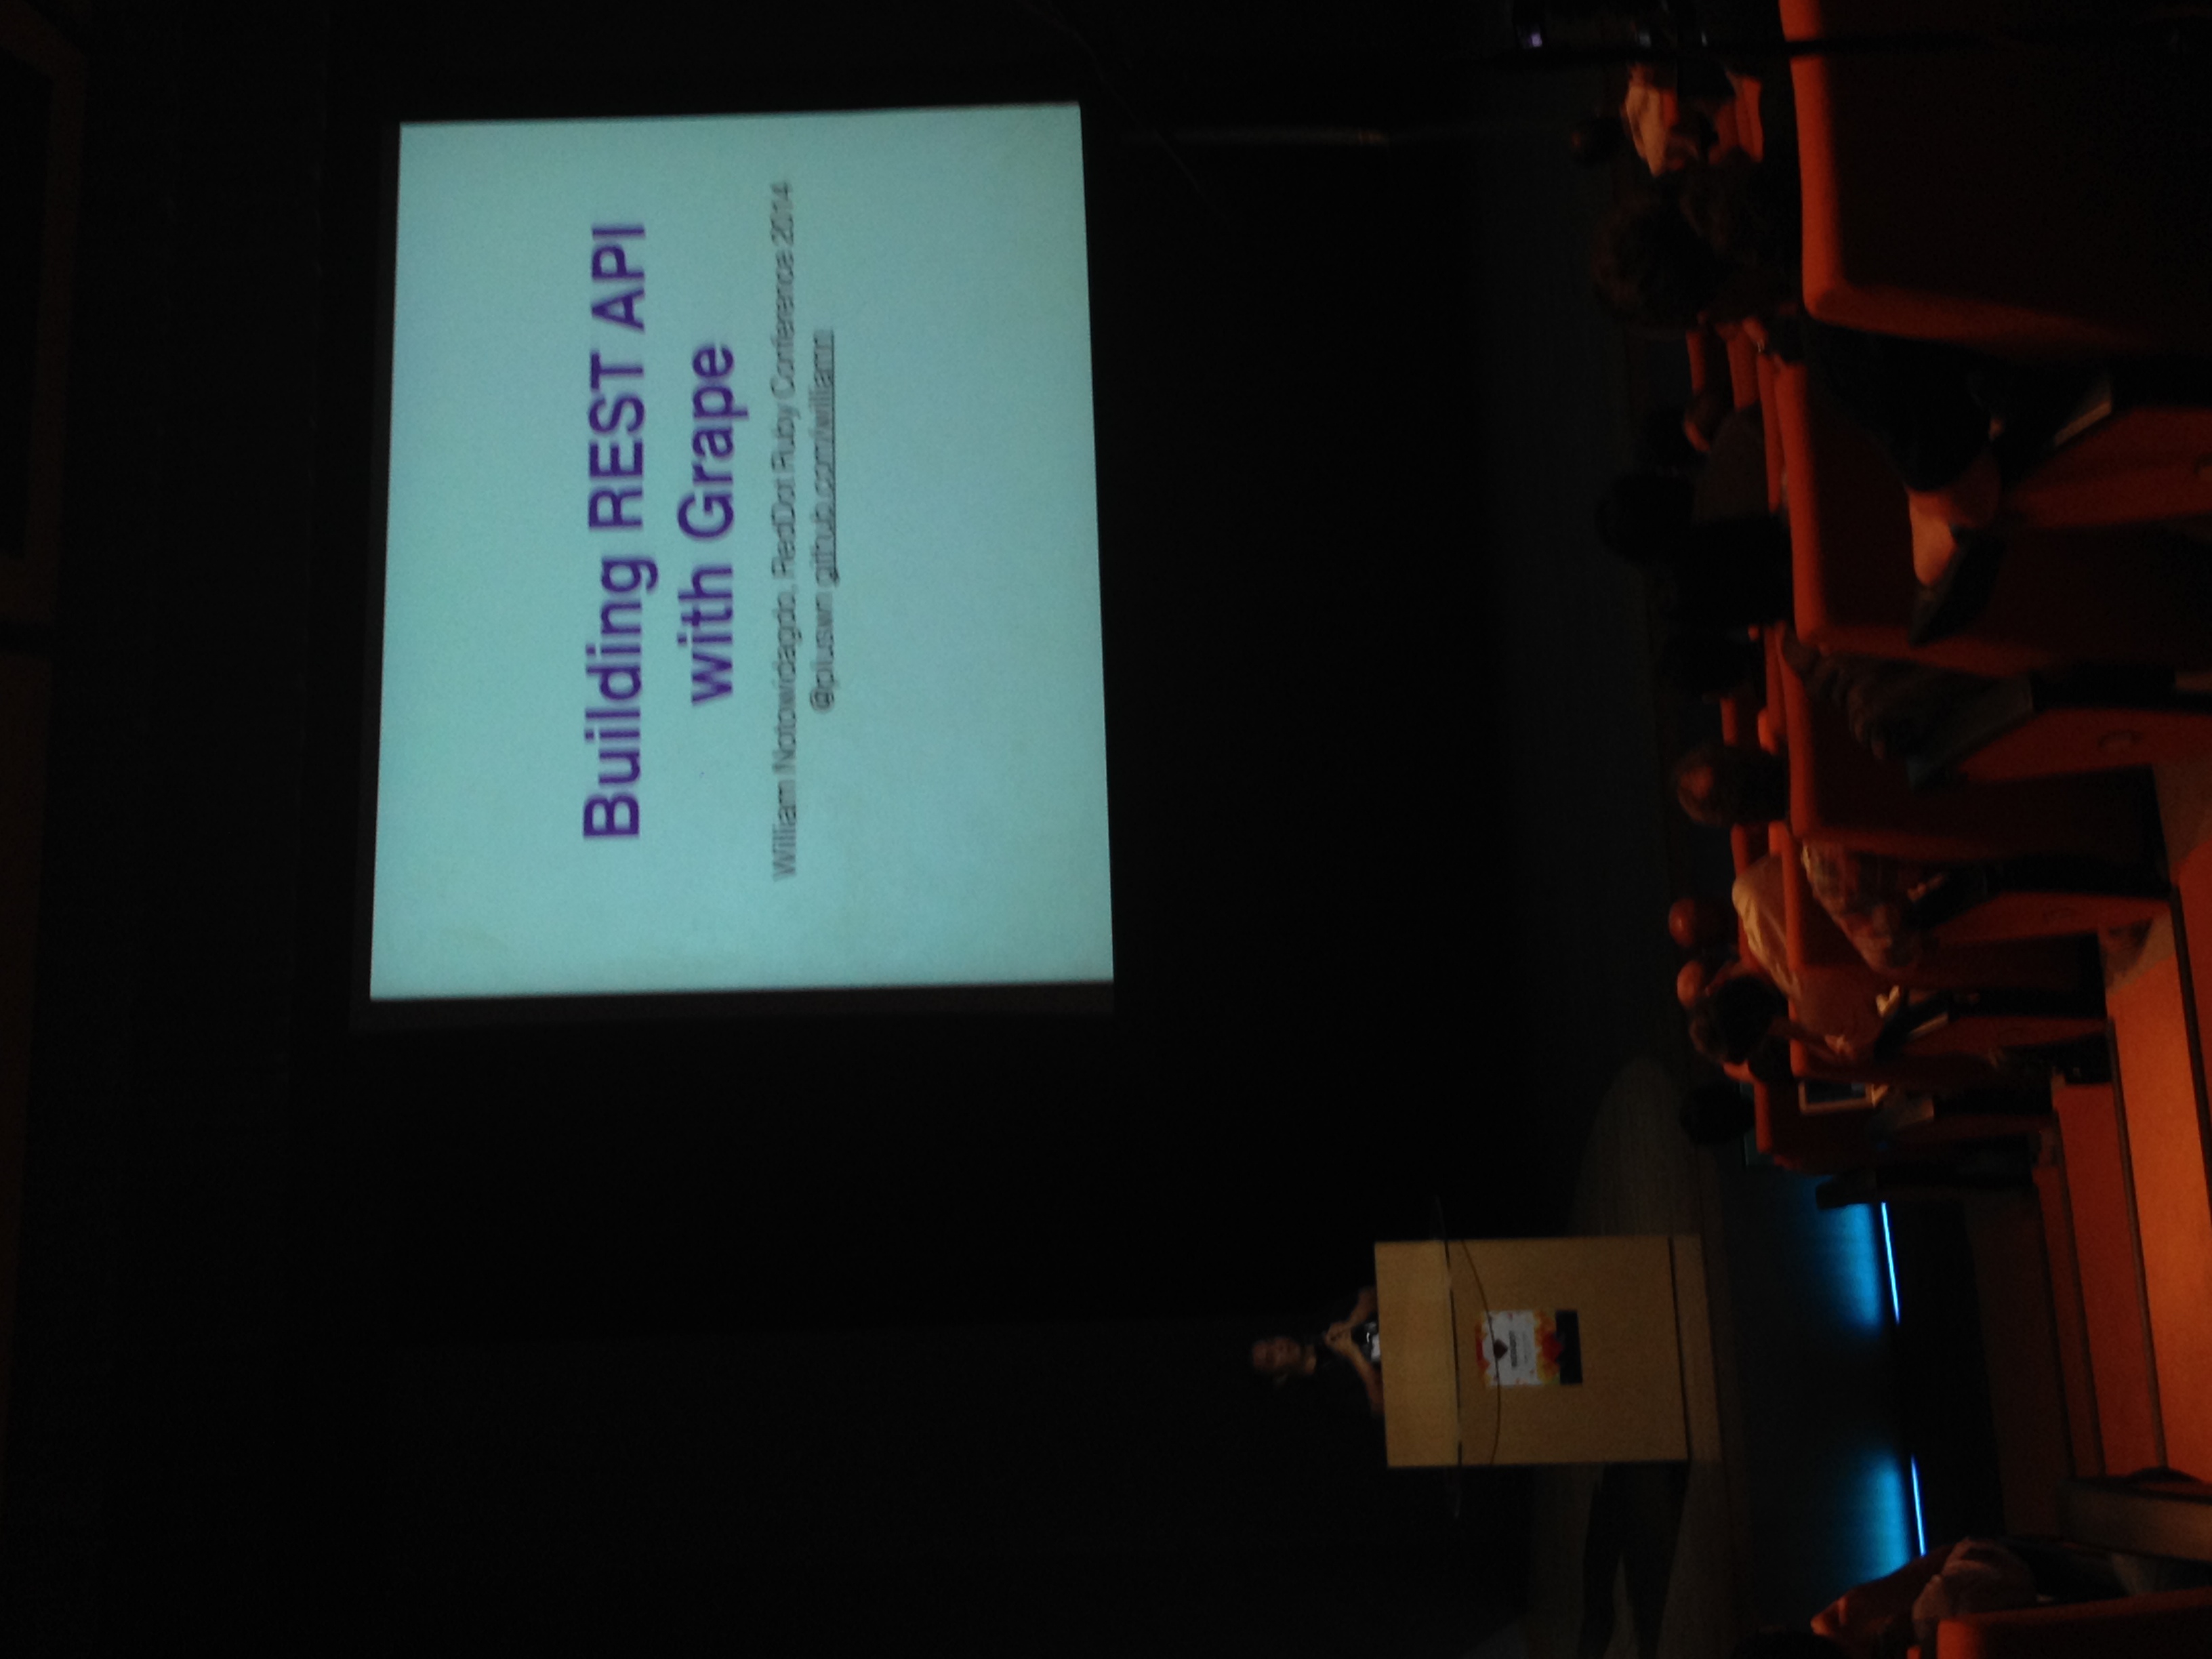 Building REST API
with Grape
William Notowidagdo, RedDot Ruby Conference 2014
@pluswn github.com/williamn